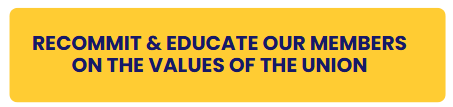 RECOMMIT & EDUCATE OUR MEMBERS
ON THE VALUES OF THE UNION